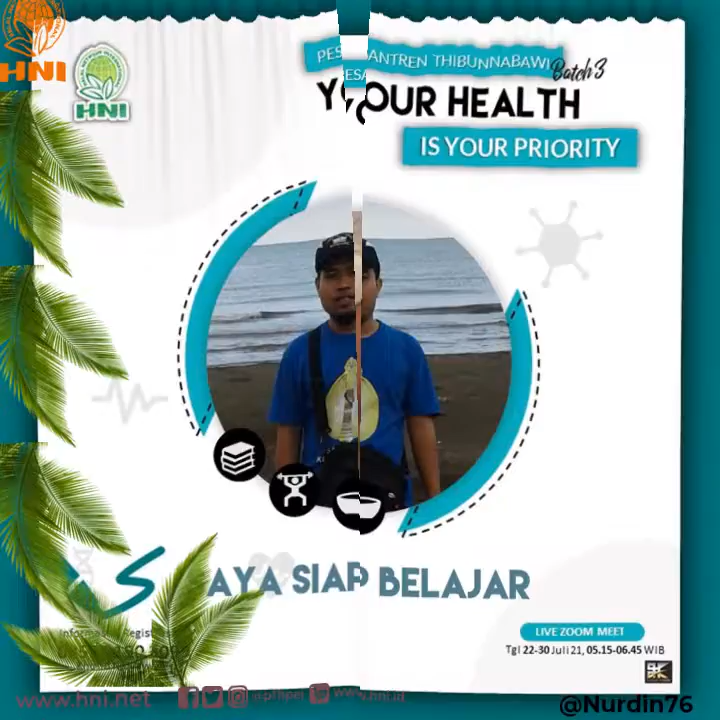 HNI
HNI
PESANTREN THIBUNNABAWI
Batch 3
YOUR HEALTH
IS YOUR PRIORITY
SAYA SIAP BELAJAR
LIVE ZOOM MEET
Tgl 22-30 Juli 21, 05.15-06.45 WIB
www.hni.net
www.hni.id
@Nurdin76